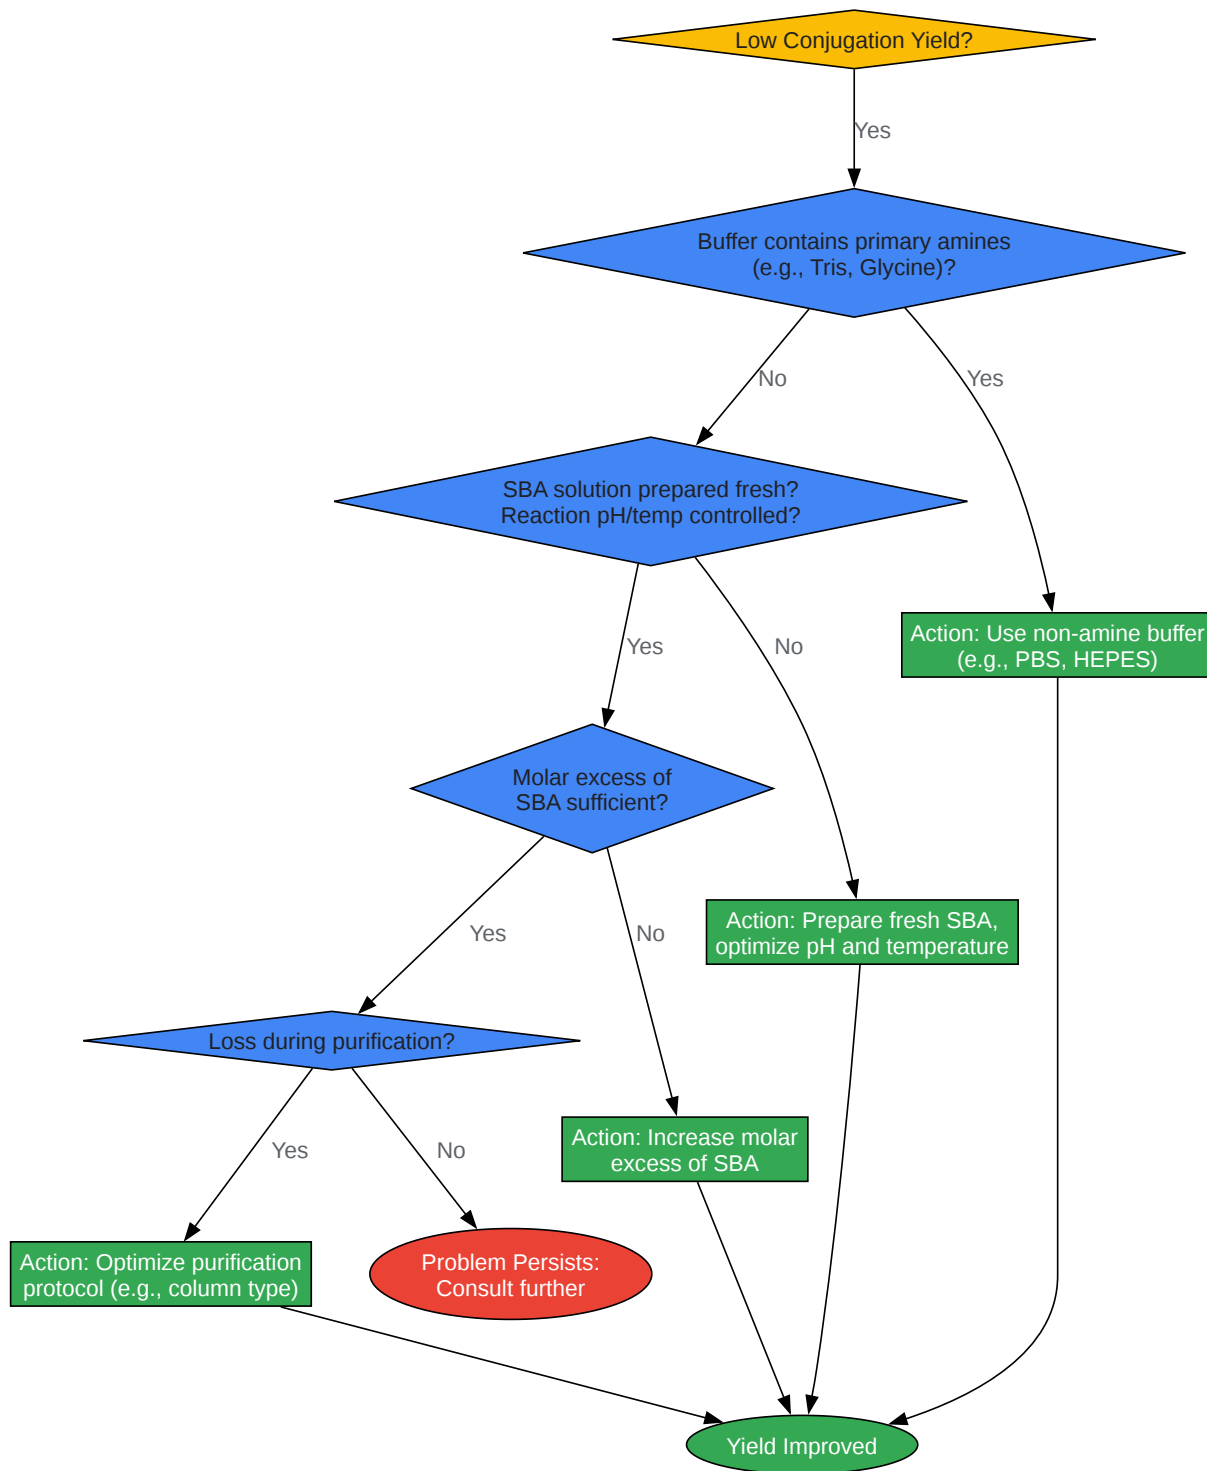 Low Conjugation Yield?
Yes
Buffer contains primary amines
(e.g., Tris, Glycine)?
No
Yes
SBA solution prepared fresh?
Reaction pH/temp controlled?
Yes
No
Action: Use non-amine buffer
(e.g., PBS, HEPES)
Molar excess of
SBA sufficient?
Yes
No
Action: Prepare fresh SBA,
optimize pH and temperature
Loss during purification?
Yes
No
Action: Increase molar
excess of SBA
Action: Optimize purification
protocol (e.g., column type)
Problem Persists:
Consult further
Yield Improved